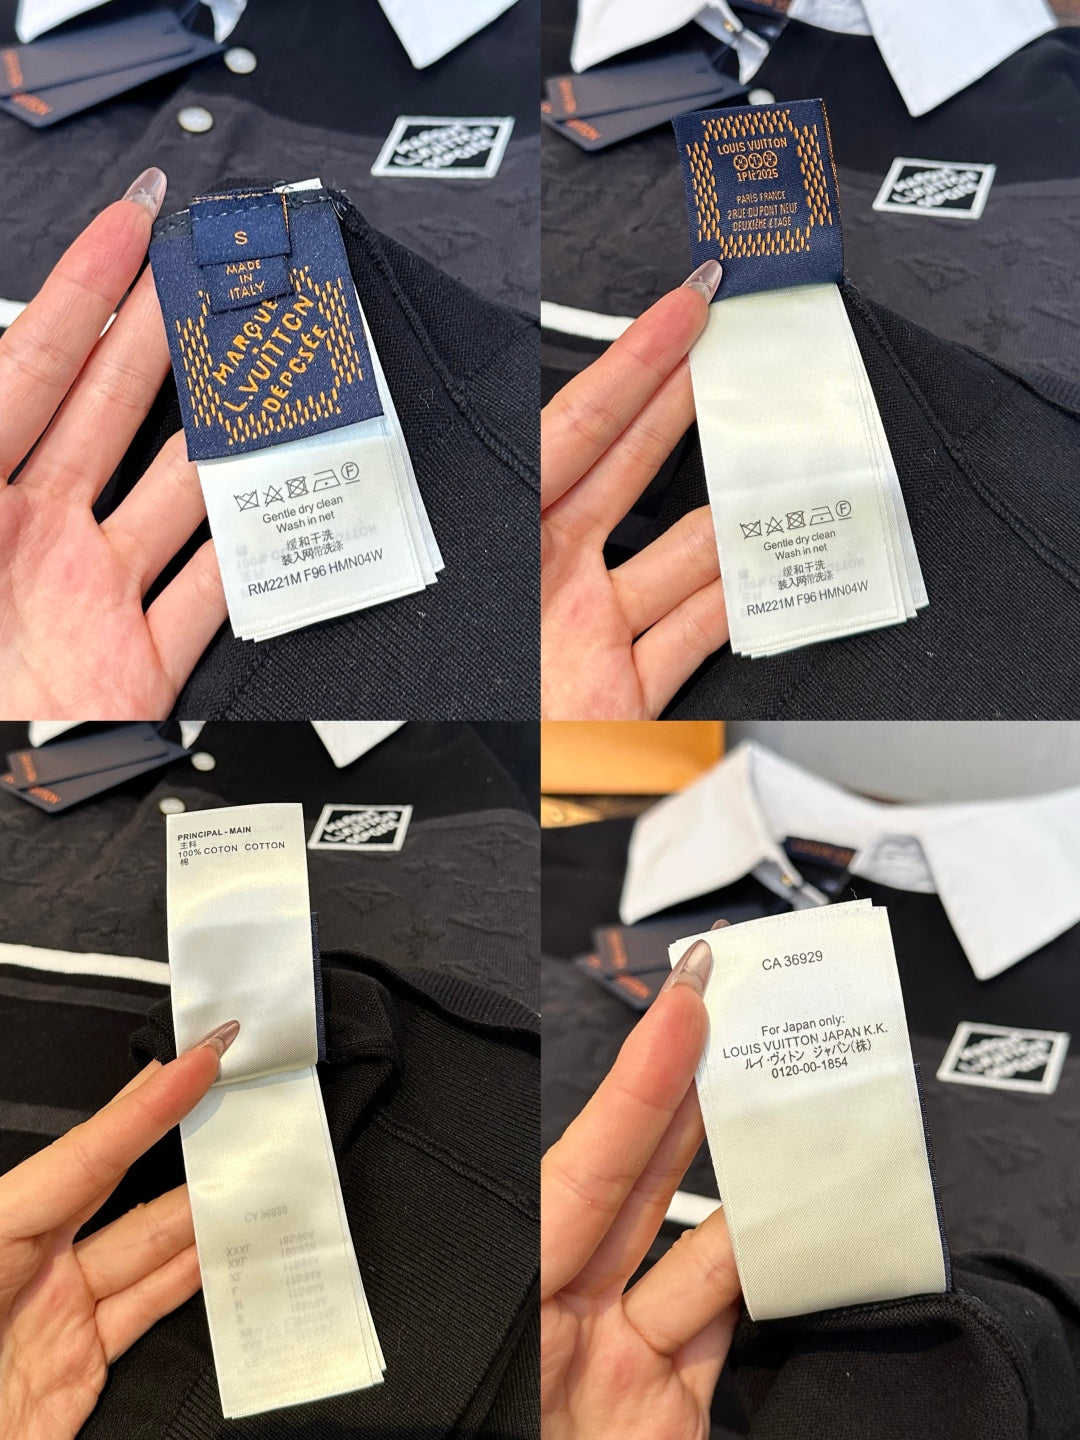 S
MADE
IN
ITALY
MARQUE
L.VUITTON
DÉPOSÉE
Gentle dry clean
Wash in net
缓和干洗
装入网带洗涤
RM221M F96 HMN04W
LOUIS VUITTON
PARIS FRANCE
2 RUE DU PONT NEUF
DEUXIÈME ÉTAGE
Gentle dry clean
Wash in net
缓和干洗
装入网带洗涤
RM221M F96 HMN04W
PRINCIPAL - MAIN
主料
100% COTON COTTON
棉
CA 36929
For Japan only:
LOUIS VUITTON JAPAN K.K.
ルイ・ヴィトン ジャパン(株)
0120-00-1854